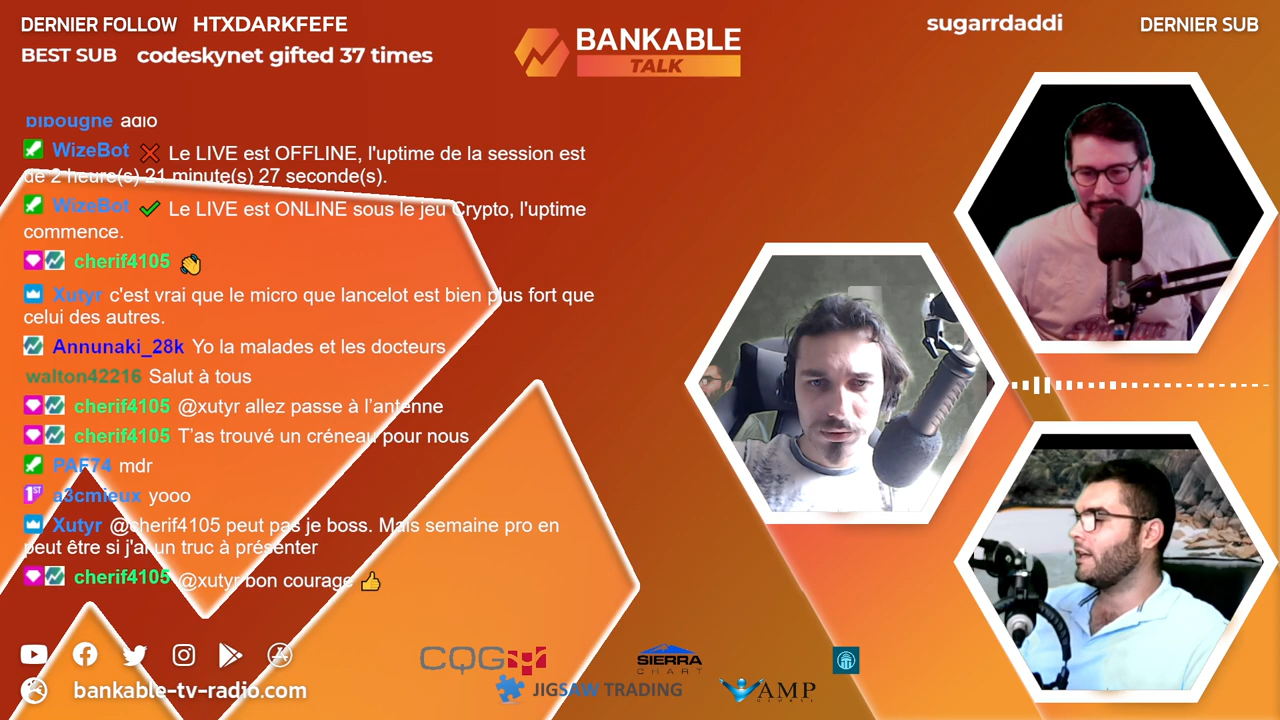 DERNIER FOLLOW HTXDARKFEFE
BEST SUB codeskynet gifted 37 times
BANKABLE
TALK
sugarrdaddi DERNIER SUB
bibougne adio
WizeBot Le LIVE est OFFLINE, l'uptime de la session est
de 2 heure(s) 21 minute(s) 27 seconde(s).
WizeBot Le LIVE est ONLINE sous le jeu Crypto, l'uptime
commence.
cherif4105
Xutyr c'est vrai que le micro que lancelot est bien plus fort que
celui des autres.
Annunaki_28k Yo la malades et les docteurs
walton42216 Salut à tous
cherif4105 @xutyr allez passe à l'antenne
cherif4105 T'as trouvé un créneau pour nous
PAF74 mdr
1ST a3cmieux yooo
Xutyr @cherif4105 peut pas je boss. Mais semaine pro en
peut être si j'ai un truc à présenter
cherif4105 @xutyr bon courage
bankable-tv-radio.com
CQG
SIERRA
CHART
JIGSAW TRADING
AMP